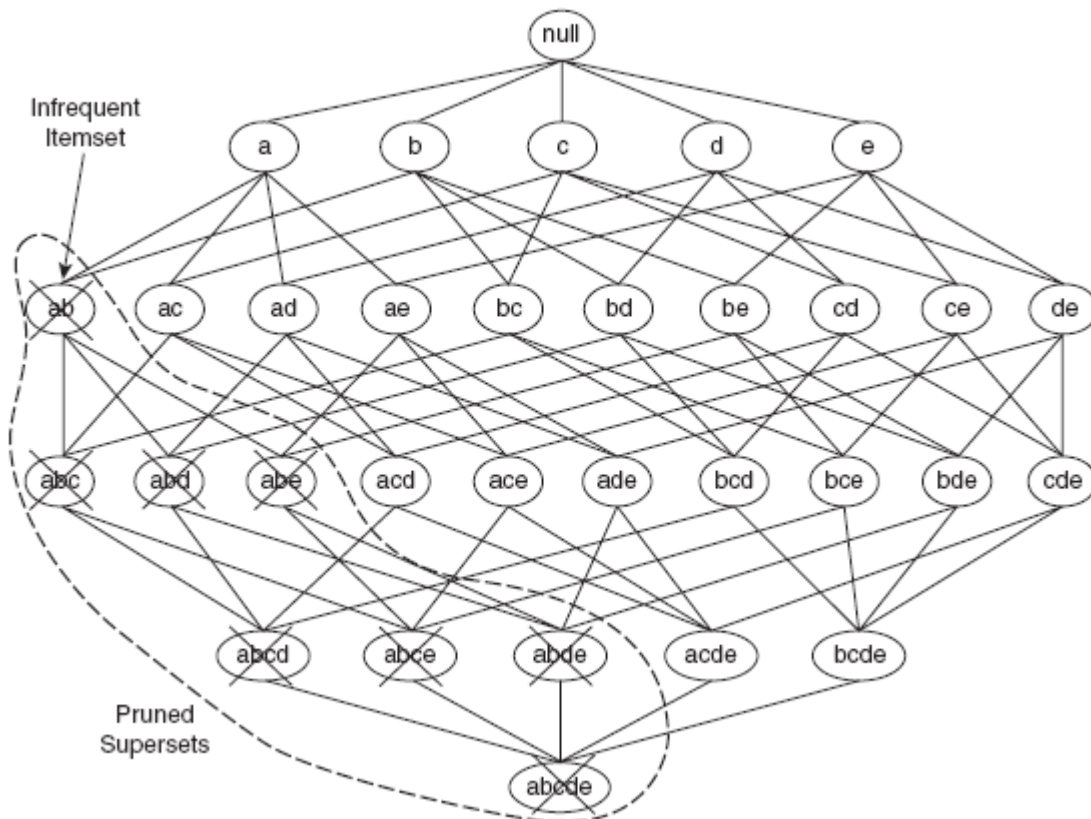 null
Infrequent
Itemset
a b c d e
ab ac ad ae bc bd be cd ce de
abc abd abe acd ace ade bcd bce bde cde
abcd abce abde acde bcde
Pruned
Supersets
abcde